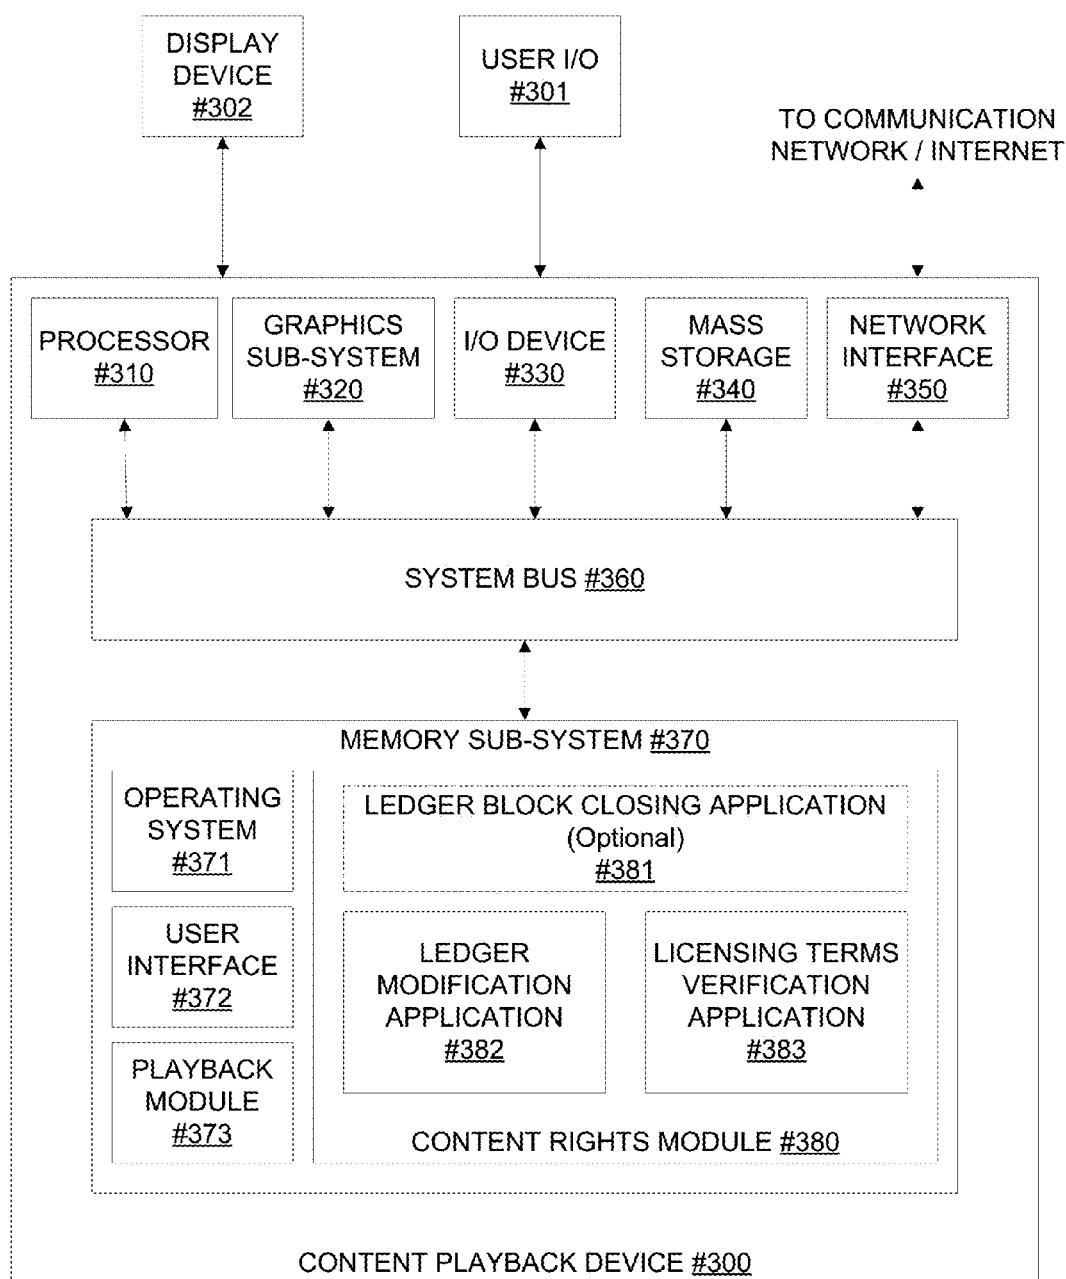 DISPLAY
DEVICE
#302
USER I/O
#301
TO COMMUNICATION
NETWORK / INTERNET
PROCESSOR
#310
GRAPHICS
SUB-SYSTEM
#320
I/O DEVICE
#330
MASS
STORAGE
#340
NETWORK
INTERFACE
#350
SYSTEM BUS #360
MEMORY SUB-SYSTEM #370
OPERATING
SYSTEM
#371
USER
INTERFACE
#372
PLAYBACK
MODULE
#373
LEDGER BLOCK CLOSING APPLICATION
(Optional)
#381
LEDGER
MODIFICATION
APPLICATION
#382
LICENSING TERMS
VERIFICATION
APPLICATION
#383
CONTENT RIGHTS MODULE #380
CONTENT PLAYBACK DEVICE #300